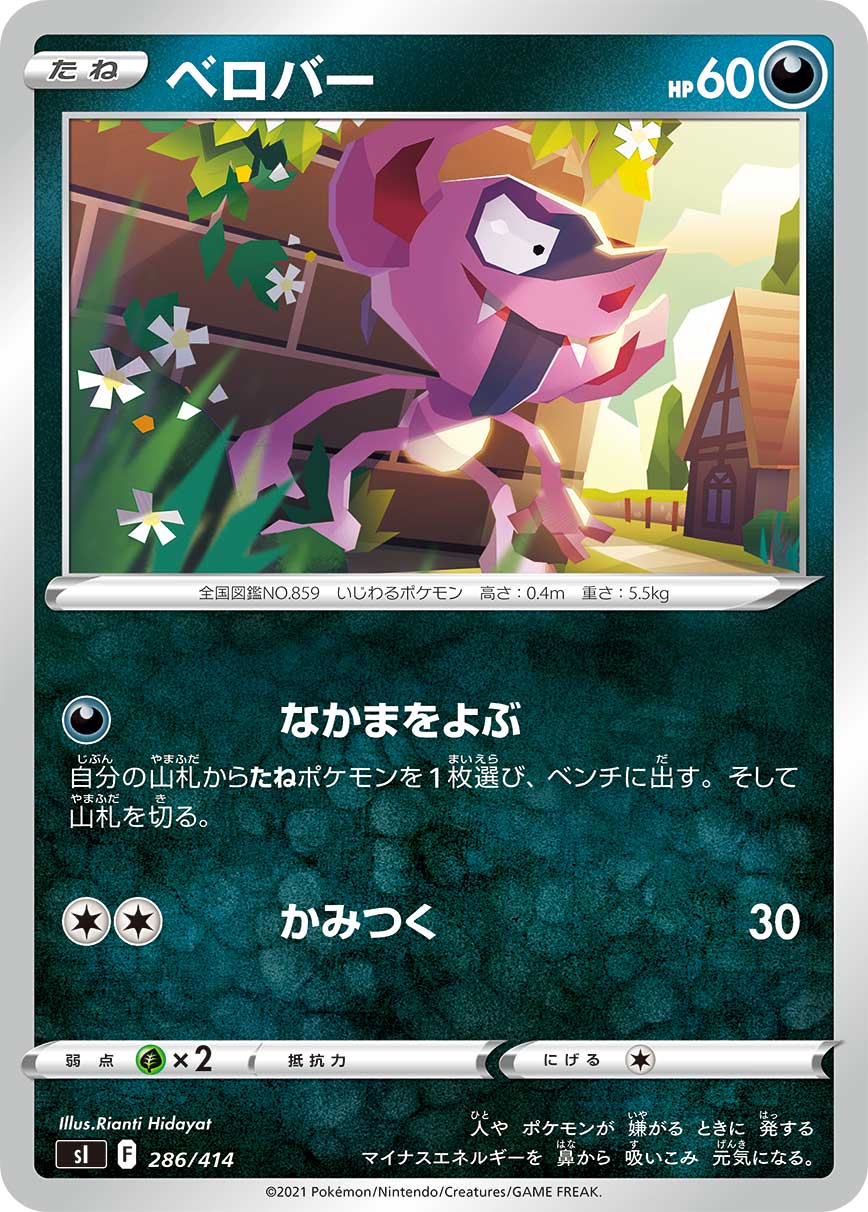 たね ベロバー HP60
全国図鑑NO.859 いじわるポケモン 高さ:0.4m 重さ:5.5kg
なかまをよぶ
自分の山札からたねポケモンを1枚選び、ベンチに出す。そして
山札を切る。
かみつく 30
弱点 ×2 抵抗力 にげる
Illus.Rianti Hidayat
人や ポケモンが 嫌がる ときに 発する
マイナスエネルギーを 鼻から 吸いこみ 元気になる。
sI F 286/414
©2021 Pokémon/Nintendo/Creatures/GAME FREAK.